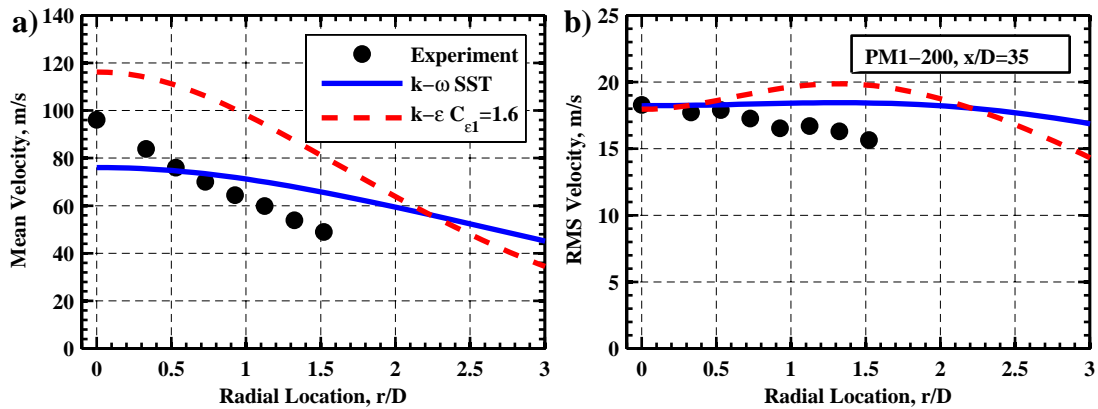 a)
Mean Velocity, m/s
140
120
100
80
60
40
20
0
Experiment
k−ω SST
k−ε Cε1=1.6
0 0.5 1 1.5 2 2.5 3
Radial Location, r/D
b)
RMS Velocity, m/s
25
20
15
10
5
0
PM1−200, x/D=35
0 0.5 1 1.5 2 2.5 3
Radial Location, r/D